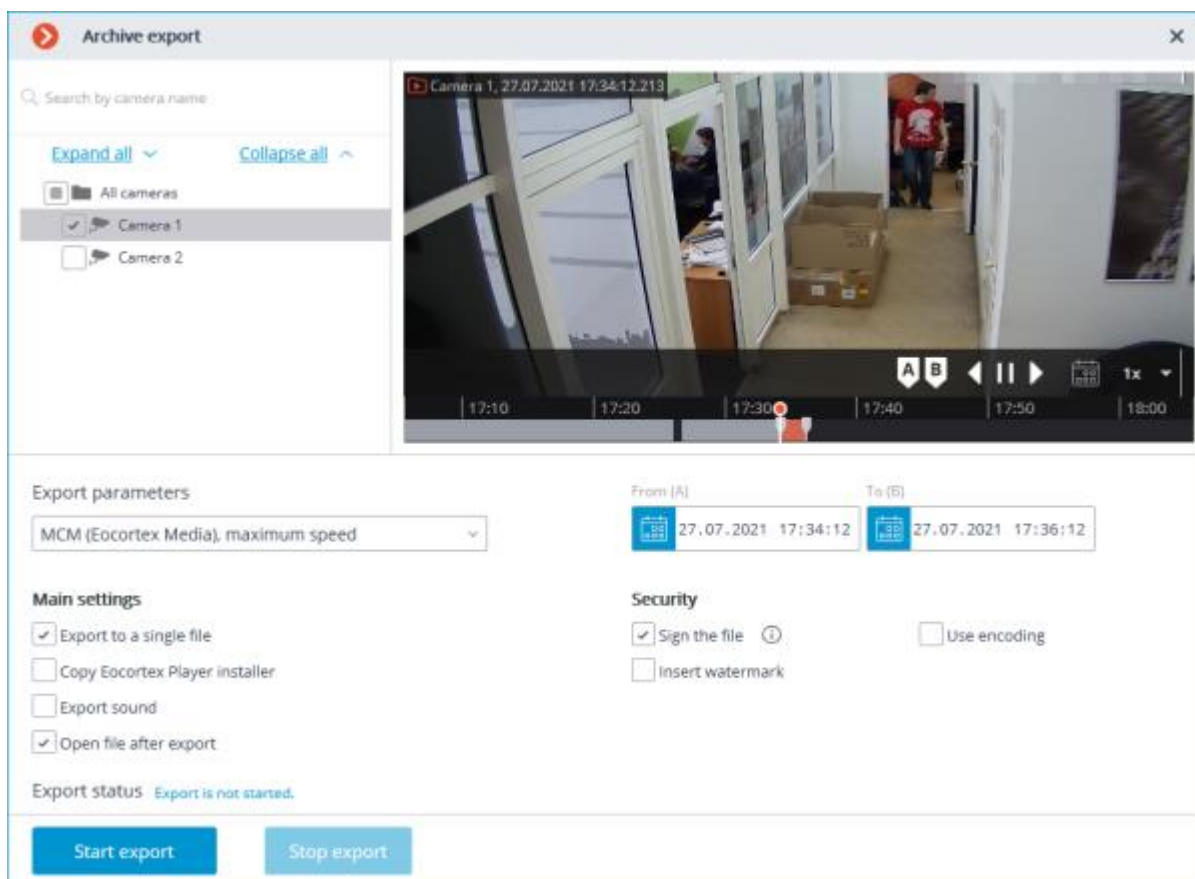 Archive export
Search by camera name
Expand all
Collapse all
All cameras
Camera 1
Camera 2
Camera 1, 27.07.2021 17:34:12.213
A B 1x
17:10 17:20 17:30 17:40 17:50 18:00
Export parameters
MCM (Eocortex Media), maximum speed
From (A) To (B)
27.07.2021 17:34:12 27.07.2021 17:36:12
Main settings
Export to a single file
Copy Eocortex Player installer
Export sound
Open file after export
Security
Sign the file Use encoding
Insert watermark
Export status Export is not started.
Start export Stop export